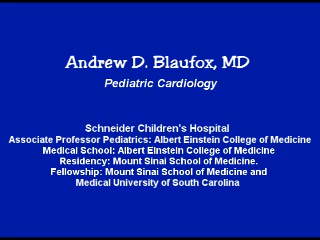 Andrew D. Blaufox, MD
Pediatric Cardiology
Schneider Children's Hospital
Associate Professor Pediatrics: Albert Einstein College of Medicine
Medical School: Albert Einstein College of Medicine
Residency: Mount Sinai School of Medicine.
Fellowship: Mount Sinai School of Medicine and
Medical University of South Carolina